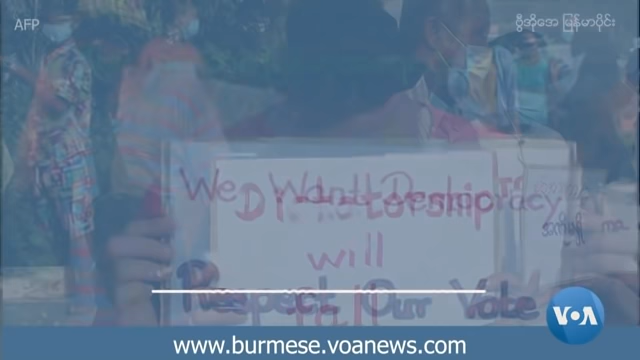 AFP
ဗွီအိုအေ မြန်မာပိုင်း
We Want Democracy
Dictatorship
will
Respect Our Vote
VOA
www.burmese.voanews.com